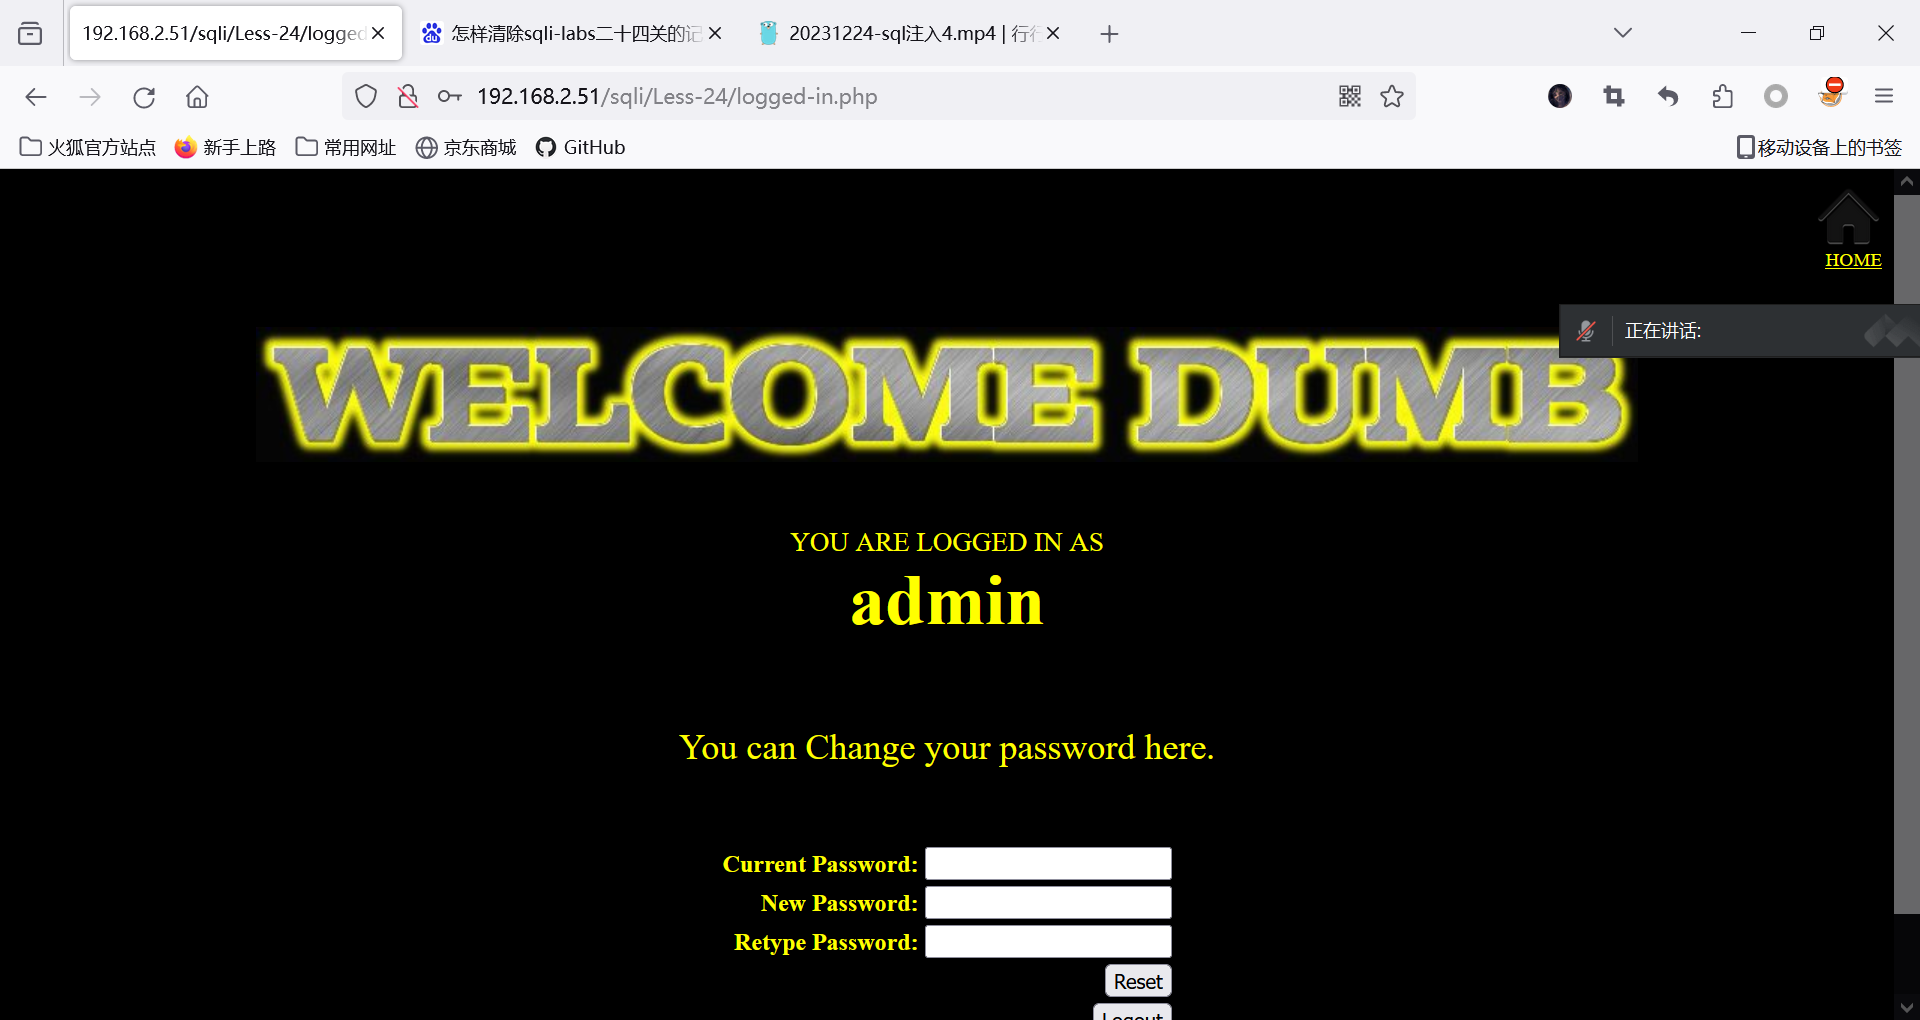 192.168.2.51/sqli/Less-24/logged
怎样清除sqli-labs二十四关的记
20231224-sql注入4.mp4 | 行行
192.168.2.51/sqli/Less-24/logged-in.php
火狐官方站点
新手上路
常用网址
京东商城
GitHub
移动设备上的书签
HOME
正在讲话:
WELCOME DUMB
YOU ARE LOGGED IN AS
admin
You can Change your password here.
Current Password:
New Password:
Retype Password:
Reset
Logout